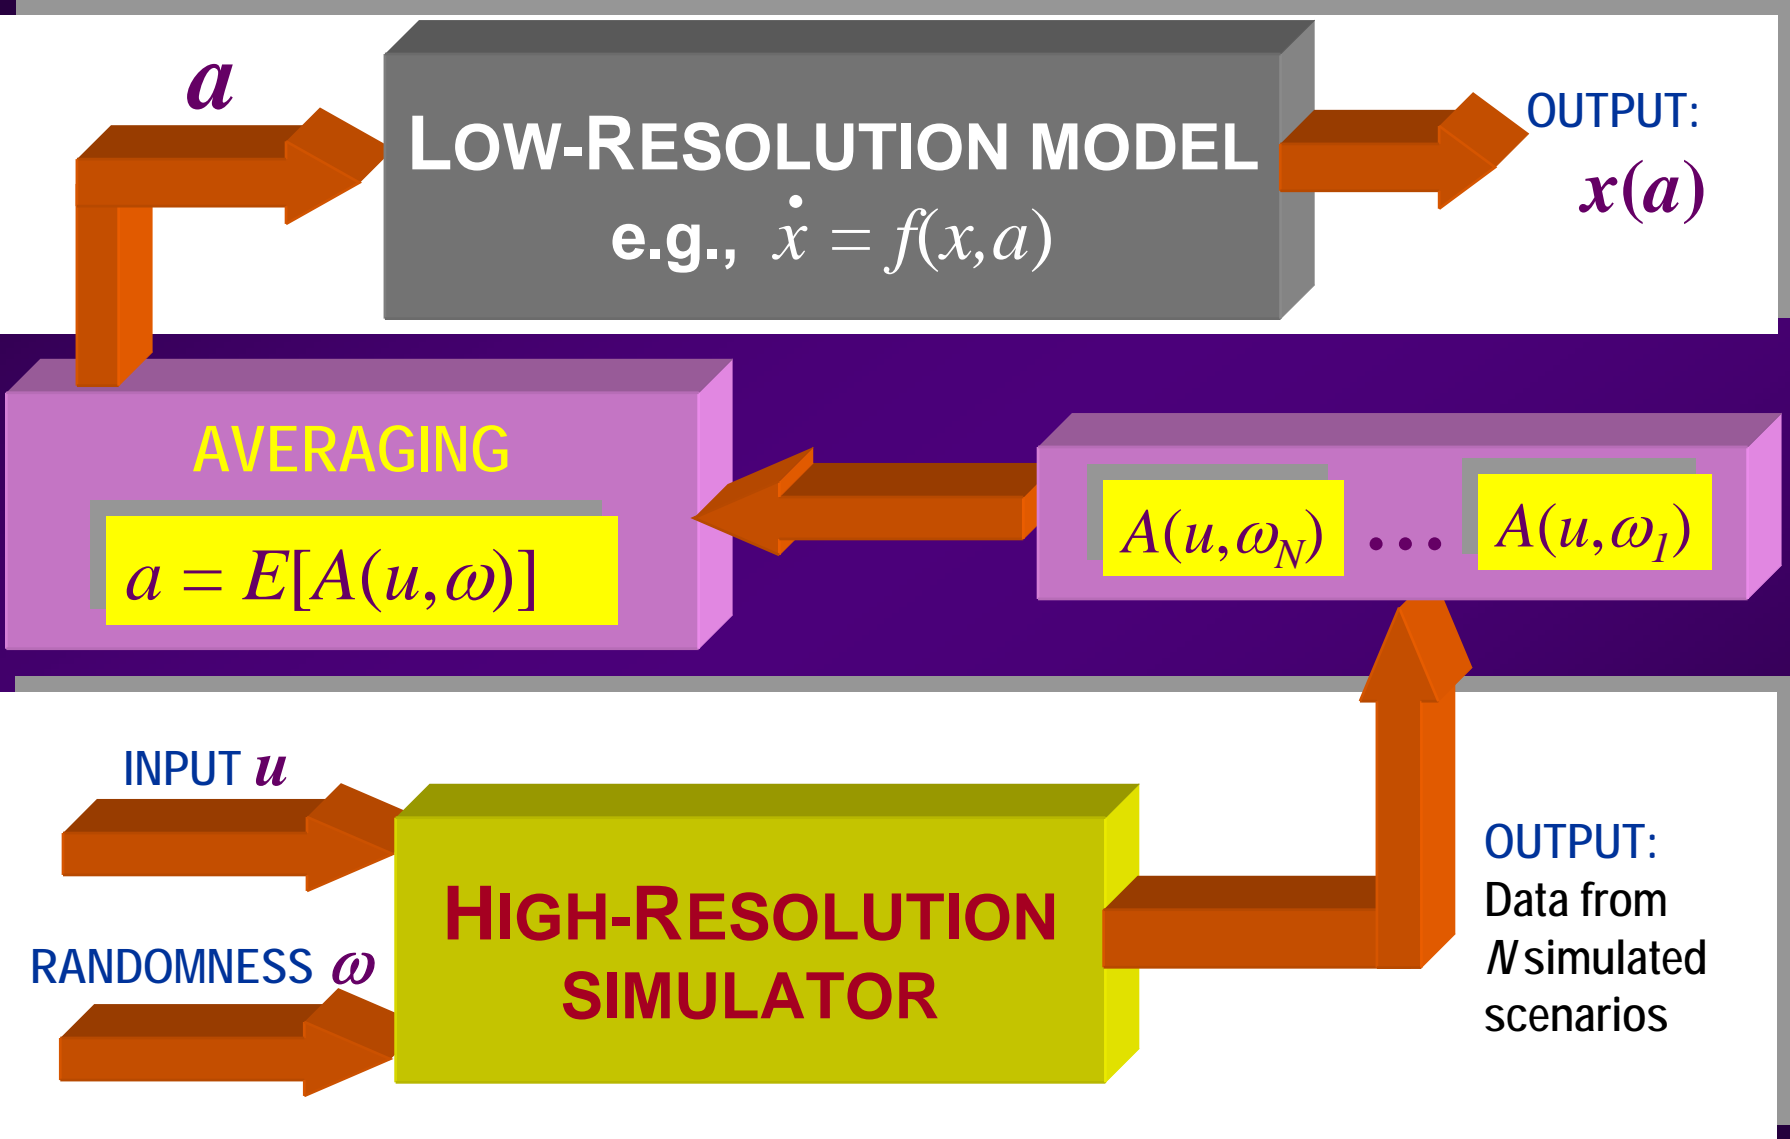 a
LOW-RESOLUTION MODEL
e.g., ẋ = f(x,a)
OUTPUT:
x(a)
AVERAGING
a = E[A(u,ω)]
A(u,ω_N) ... A(u,ω_1)
INPUT u
RANDOMNESS ω
HIGH-RESOLUTION
SIMULATOR
OUTPUT:
Data from
N simulated
scenarios